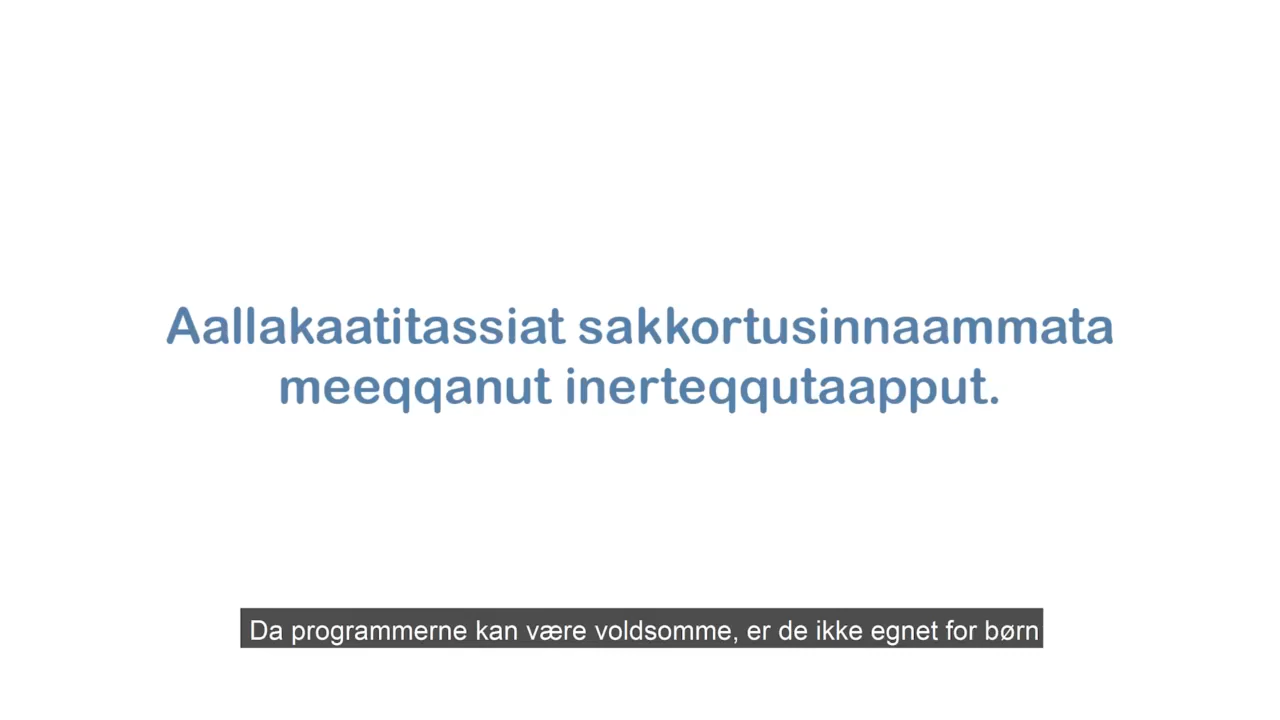 Aallakaatitassiat sakkortusinnaammata
meeqqanut inerteqqutaapput.
Da programmerne kan være voldsomme, er de ikke egnet for børn